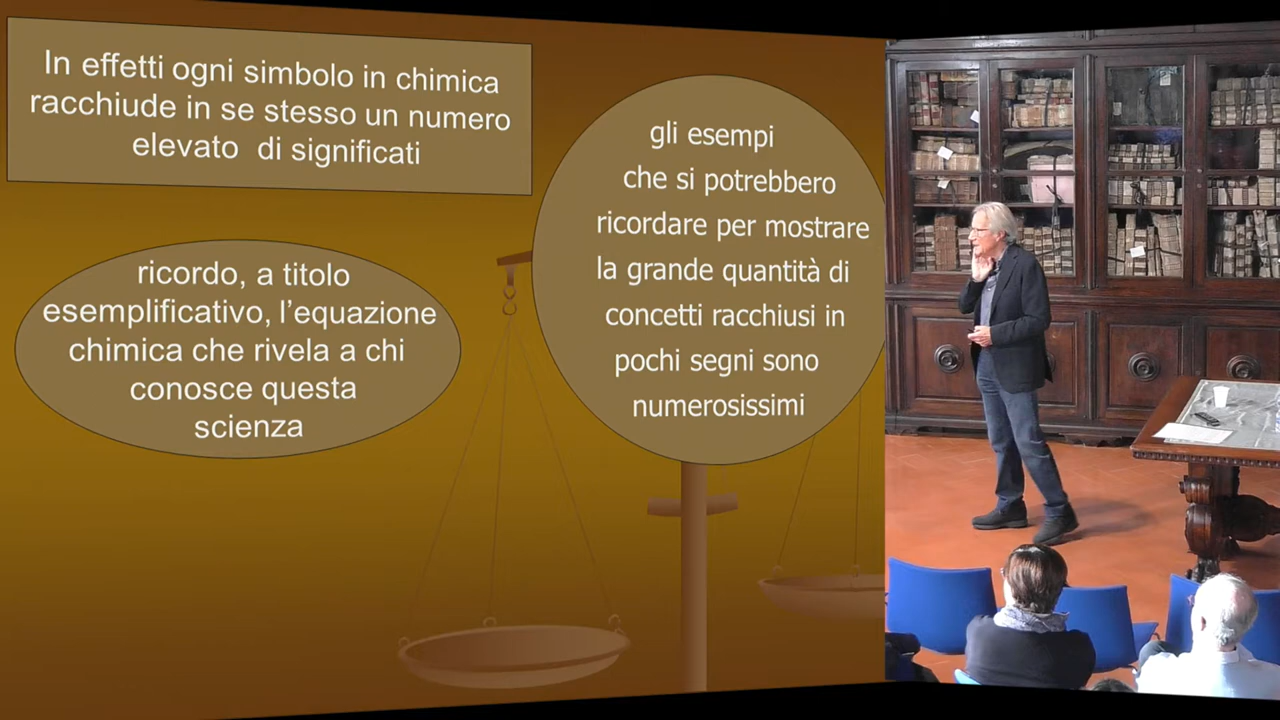 In effetti ogni simbolo in chimica
racchiude in se stesso un numero
elevato di significati
ricordo, a titolo
esemplificativo, l'equazione
chimica che rivela a chi
conosce questa
scienza
gli esempi
che si potrebbero
ricordare per mostrare
la grande quantità di
concetti racchiusi in
pochi segni sono
numerosissimi